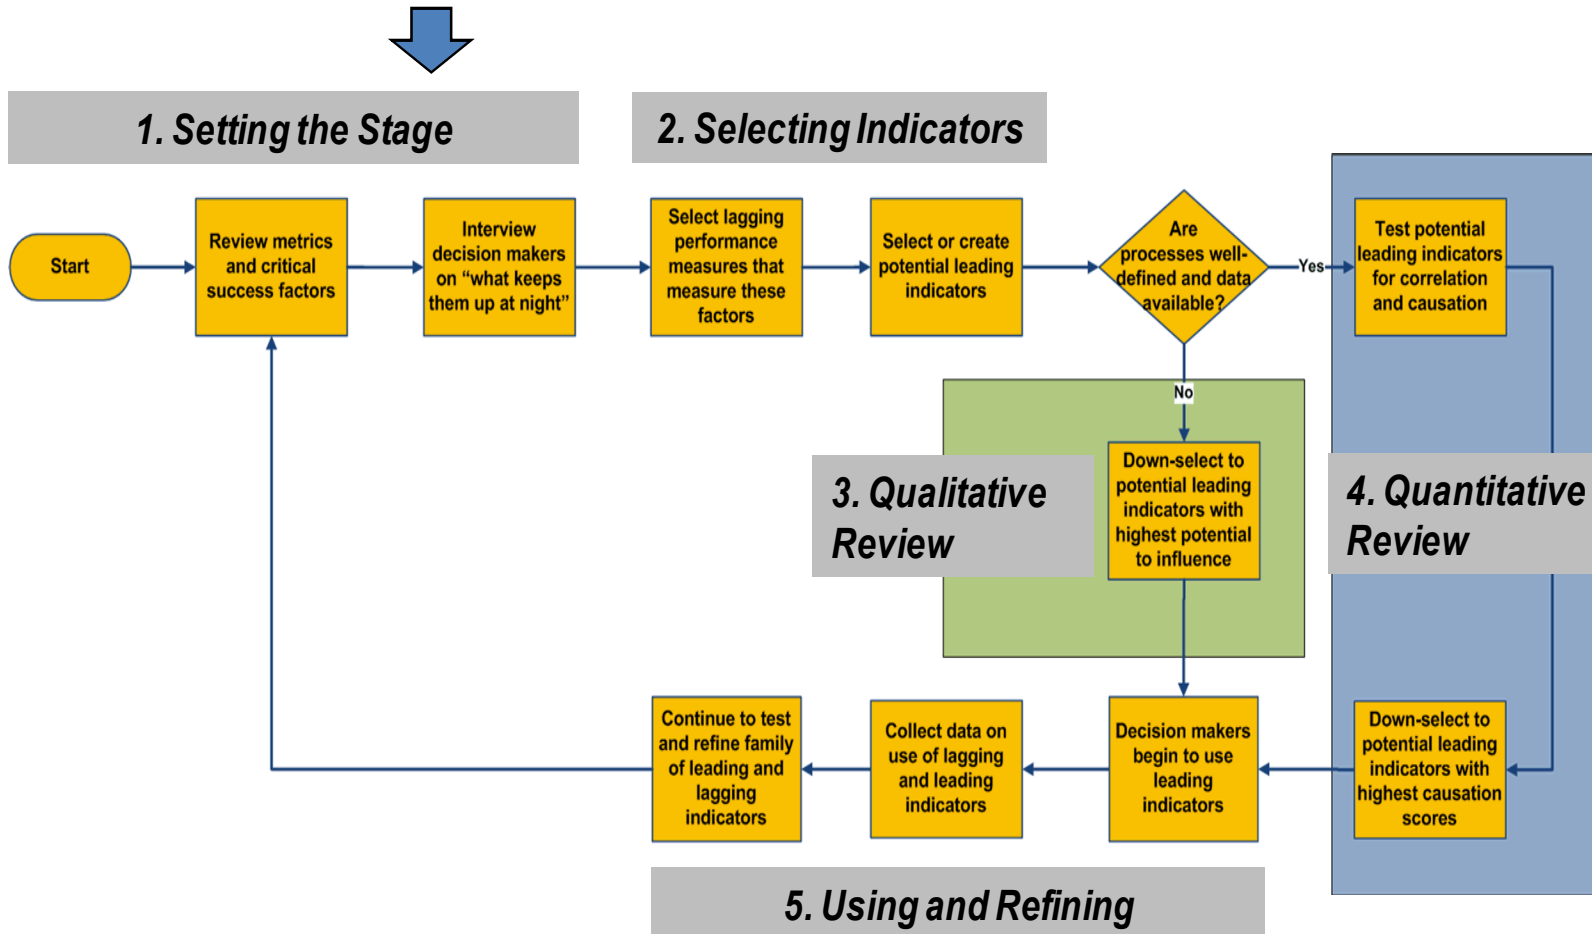 1. Setting the Stage
2. Selecting Indicators
Start
Review metrics
and critical
success factors
Interview
decision makers
on “what keeps
them up at night”
Select lagging
performance
measures that
measure these
factors
Select or create
potential leading
indicators
Are
processes well-
defined and data
available?
Yes
Test potential
leading indicators
for correlation
and causation
No
3. Qualitative
Review
Down-select to
potential leading
indicators with
highest potential
to influence
4. Quantitative
Review
Continue to test
and refine family
of leading and
lagging
indicators
Collect data on
use of lagging
and leading
indicators
Decision makers
begin to use
leading
indicators
Down-select to
potential leading
indicators with
highest causation
scores
5. Using and Refining